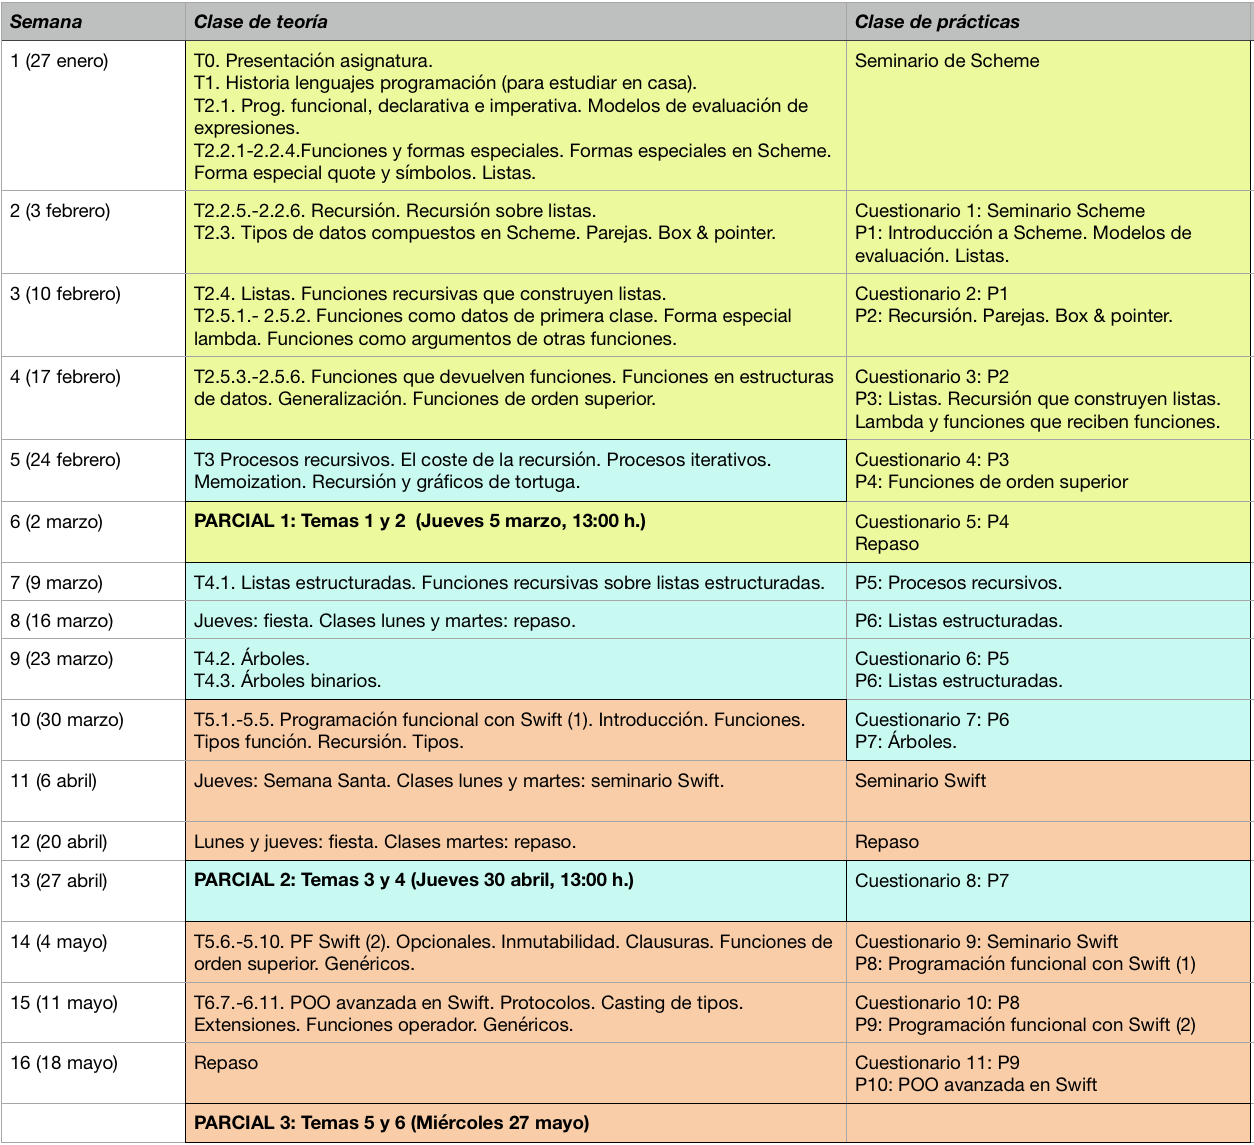 Semana Clase de teoría Clase de prácticas
1 (27 enero)
T0. Presentación asignatura.
T1. Historia lenguajes programación (para estudiar en casa).
T2.1. Prog. funcional, declarativa e imperativa. Modelos de evaluación de
expresiones.
T2.2.1-2.2.4.Funciones y formas especiales. Formas especiales en Scheme.
Forma especial quote y símbolos. Listas.
Seminario de Scheme
2 (3 febrero)
T2.2.5.-2.2.6. Recursión. Recursión sobre listas.
T2.3. Tipos de datos compuestos en Scheme. Parejas. Box & pointer.
Cuestionario 1: Seminario Scheme
P1: Introducción a Scheme. Modelos de
evaluación. Listas.
3 (10 febrero)
T2.4. Listas. Funciones recursivas que construyen listas.
T2.5.1.- 2.5.2. Funciones como datos de primera clase. Forma especial
lambda. Funciones como argumentos de otras funciones.
Cuestionario 2: P1
P2: Recursión. Parejas. Box & pointer.
4 (17 febrero)
T2.5.3.-2.5.6. Funciones que devuelven funciones. Funciones en estructuras
de datos. Generalización. Funciones de orden superior.
Cuestionario 3: P2
P3: Listas. Recursión que construyen listas.
Lambda y funciones que reciben funciones.
5 (24 febrero)
T3 Procesos recursivos. El coste de la recursión. Procesos iterativos.
Memoization. Recursión y gráficos de tortuga.
Cuestionario 4: P3
P4: Funciones de orden superior
6 (2 marzo)
PARCIAL 1: Temas 1 y 2 (Jueves 5 marzo, 13:00 h.)
Cuestionario 5: P4
Repaso
7 (9 marzo)
T4.1. Listas estructuradas. Funciones recursivas sobre listas estructuradas.
P5: Procesos recursivos.
8 (16 marzo)
Jueves: fiesta. Clases lunes y martes: repaso.
P6: Listas estructuradas.
9 (23 marzo)
T4.2. Árboles.
T4.3. Árboles binarios.
Cuestionario 6: P5
P6: Listas estructuradas.
10 (30 marzo)
T5.1.-5.5. Programación funcional con Swift (1). Introducción. Funciones.
Tipos función. Recursión. Tipos.
Cuestionario 7: P6
P7: Árboles.
11 (6 abril)
Jueves: Semana Santa. Clases lunes y martes: seminario Swift.
Seminario Swift
12 (20 abril)
Lunes y jueves: fiesta. Clases martes: repaso.
Repaso
13 (27 abril)
PARCIAL 2: Temas 3 y 4 (Jueves 30 abril, 13:00 h.)
Cuestionario 8: P7
14 (4 mayo)
T5.6.-5.10. PF Swift (2). Opcionales. Inmutabilidad. Clausuras. Funciones de
orden superior. Genéricos.
Cuestionario 9: Seminario Swift
P8: Programación funcional con Swift (1)
15 (11 mayo)
T6.7.-6.11. POO avanzada en Swift. Protocolos. Casting de tipos.
Extensiones. Funciones operador. Genéricos.
Cuestionario 10: P8
P9: Programación funcional con Swift (2)
16 (18 mayo)
Repaso
Cuestionario 11: P9
P10: POO avanzada en Swift
PARCIAL 3: Temas 5 y 6 (Miércoles 27 mayo)